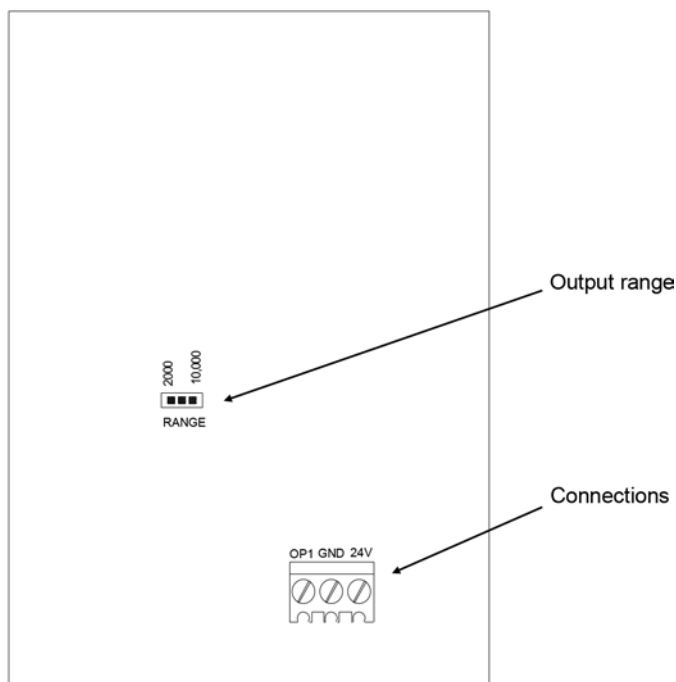 Output range
2000
10,000
RANGE
Connections
OP1 GND 24V